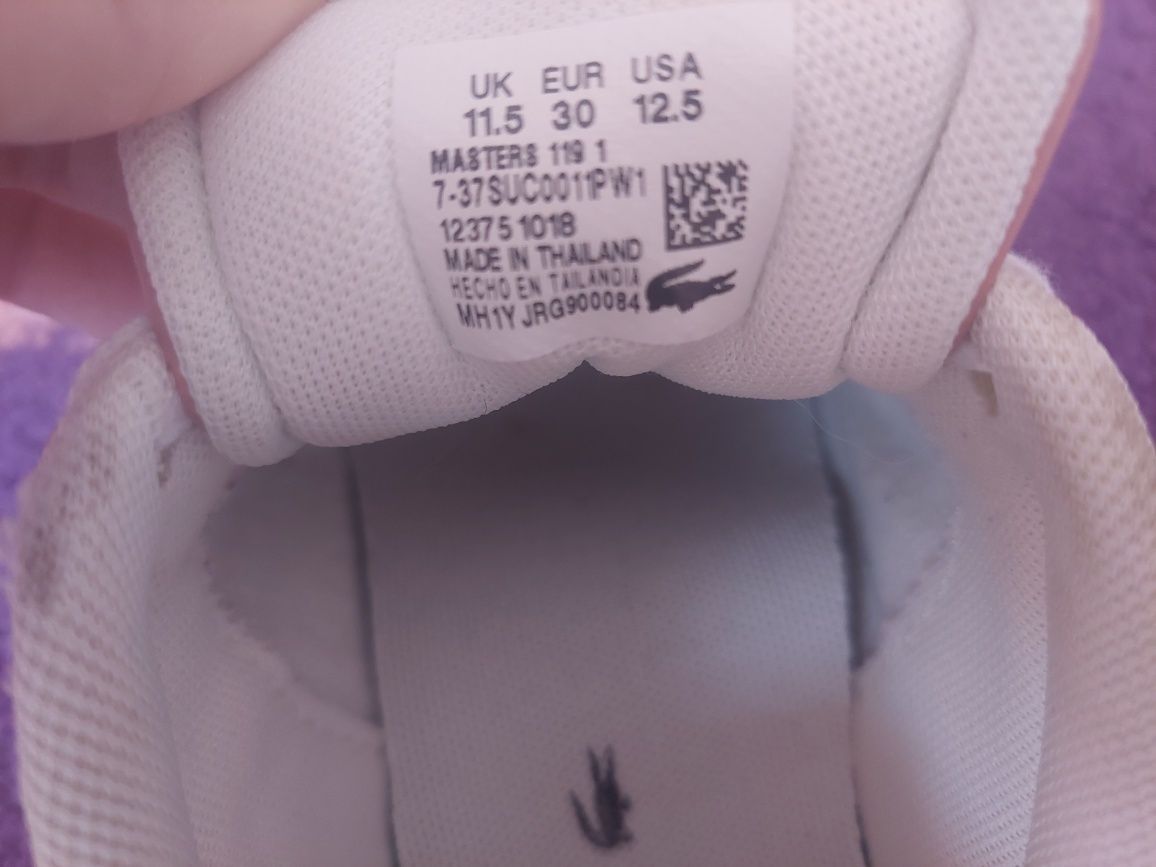 UK EUR USA
11.5 30 12.5
MASTERS 119 1
7-37SUC0011PW1
12375 1018
MADE IN THAILAND
HECHO EN TAILANDIA
MH1Y JRG900084